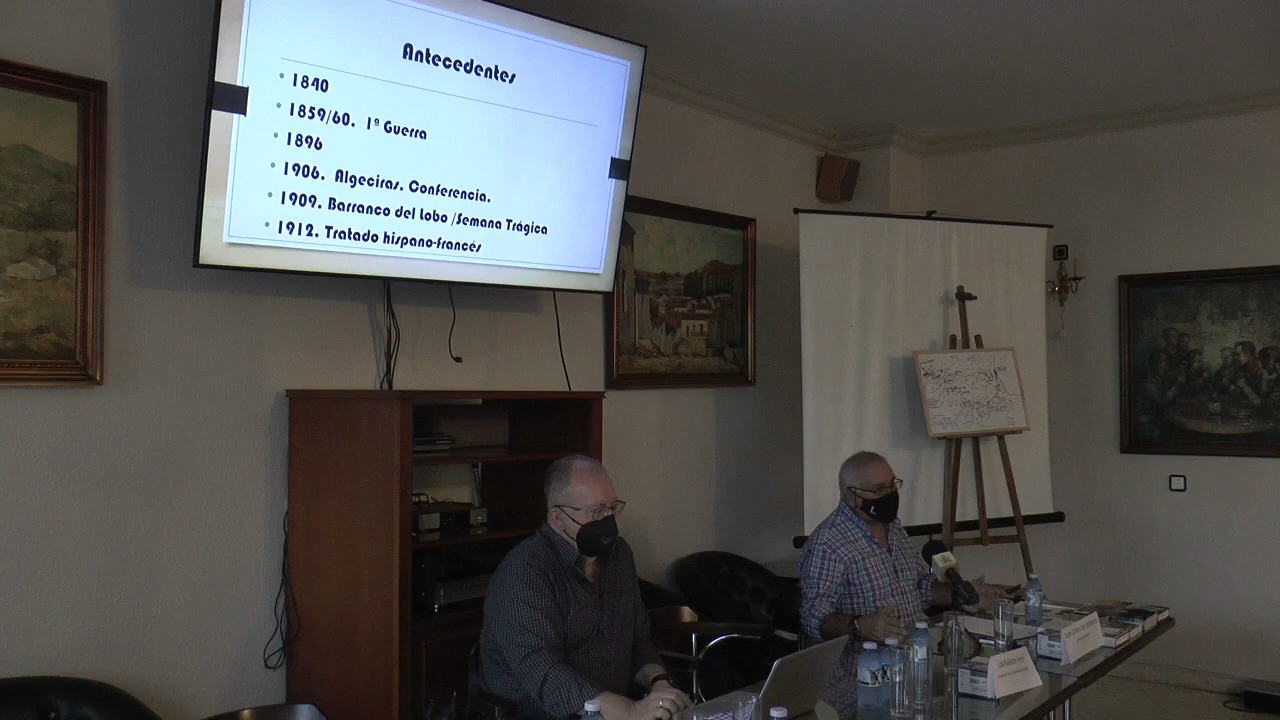 Antecedentes
1840
1859/60. 1ª Guerra
1896
1906. Algeciras. Conferencia.
1909. Barranco del Lobo /Semana Trágica
1912. Tratado hispano-francés